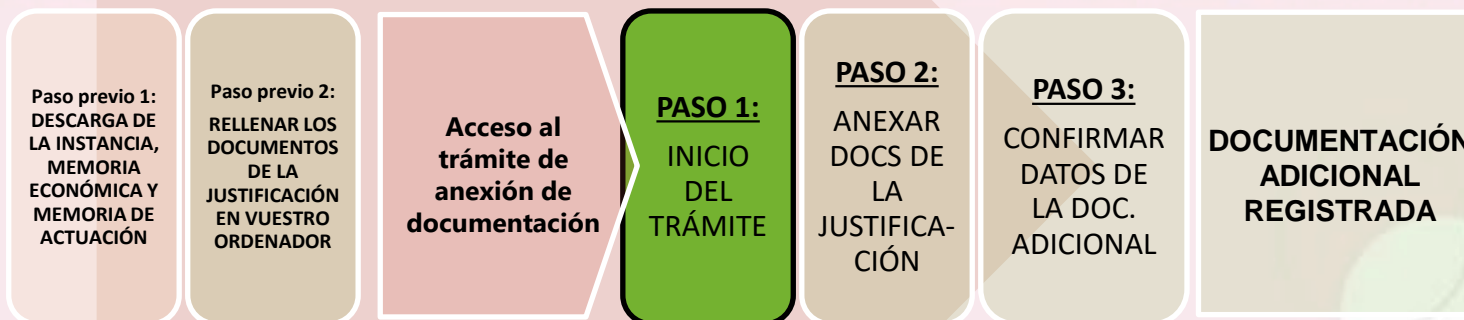 Paso previo 1:
DESCARGA DE
LA INSTANCIA,
MEMORIA
ECONÓMICA Y
MEMORIA DE
ACTUACIÓN
Paso previo 2:
RELLENAR LOS
DOCUMENTOS
DE LA
JUSTIFICACIÓN
EN VUESTRO
ORDENADOR
Acceso al
trámite de
anexión de
documentación
PASO 1:
INICIO
DEL
TRÁMITE
PASO 2:
ANEXAR
DOCS DE
LA
JUSTIFICA-
CIÓN
PASO 3:
CONFIRMAR
DATOS DE
LA DOC.
ADICIONAL
DOCUMENTACIÓN
ADICIONAL
REGISTRADA